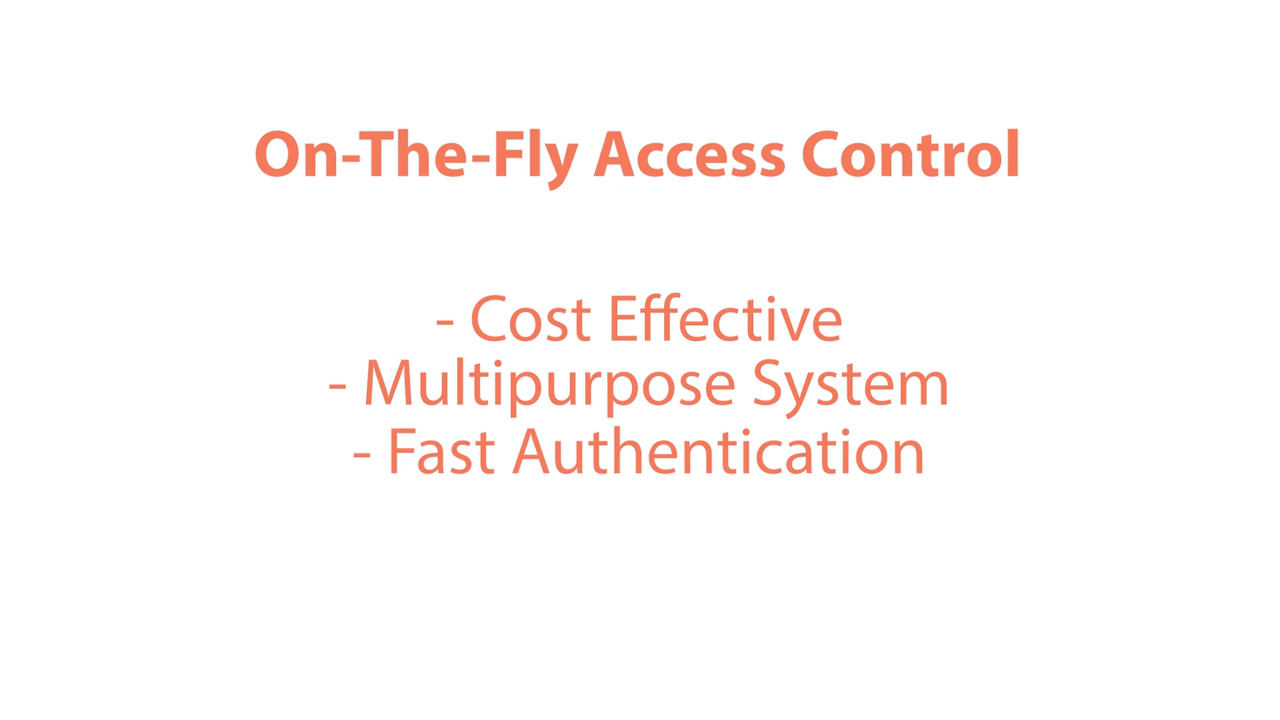 On-The-Fly Access Control
- Cost Effective
- Multipurpose System
- Fast Authentication